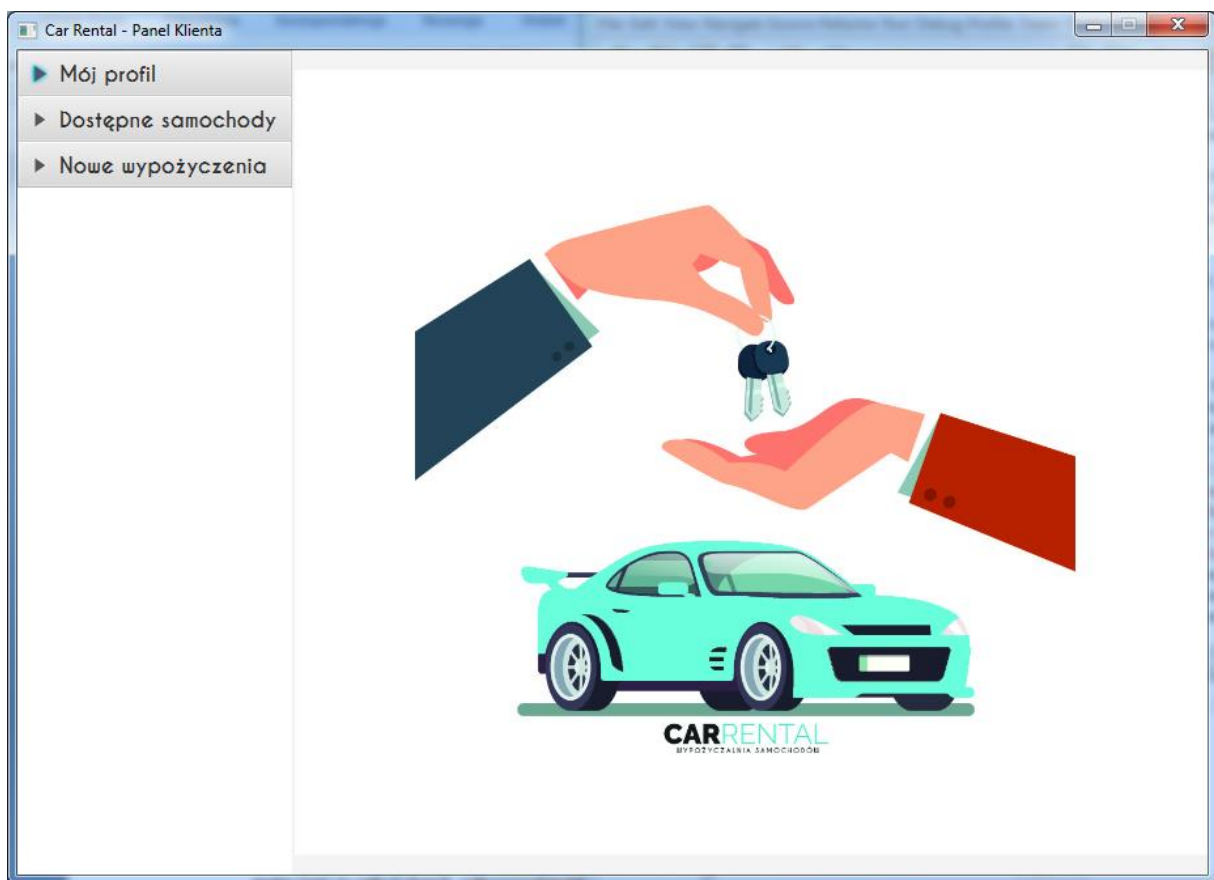 Car Rental - Panel Klienta
Mój profil
Dostępne samochody
Nowe wypożyczenia
CARRENTAL
WYPOŻYCZALNIA SAMOCHODÓW